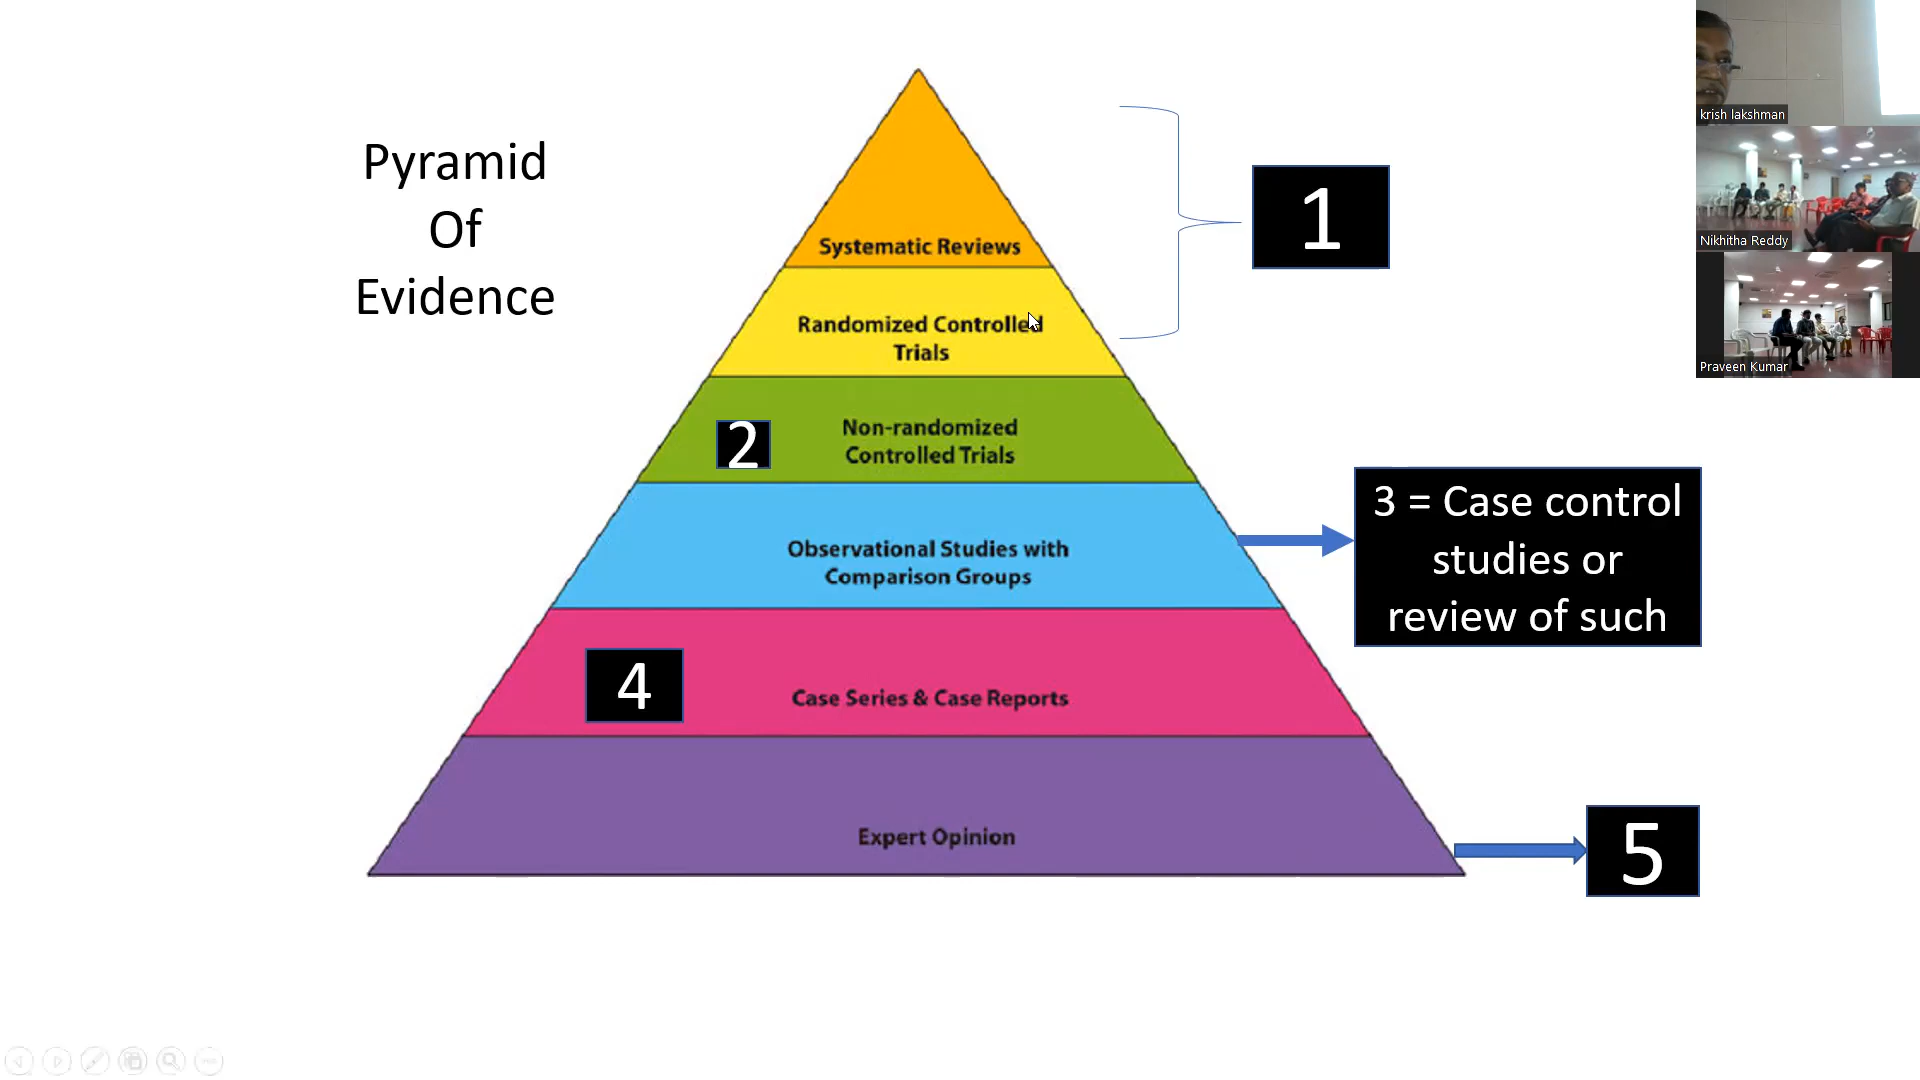 Pyramid
Of
Evidence
Systematic Reviews
Randomized Controlled
Trials
1
2
Non-randomized
Controlled Trials
Observational Studies with
Comparison Groups
3 = Case control
studies or
review of such
4
Case Series & Case Reports
Expert Opinion
5
krish lakshman
Nikhitha Reddy
Praveen Kumar